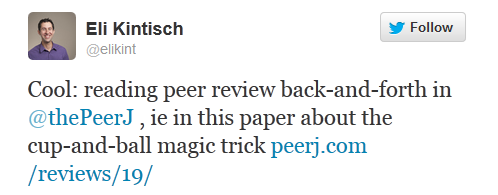 Eli Kintisch
@elikint
Follow
Cool: reading peer review back-and-forth in
@thePeerJ , ie in this paper about the
cup-and-ball magic trick peerj.com
/reviews/19/